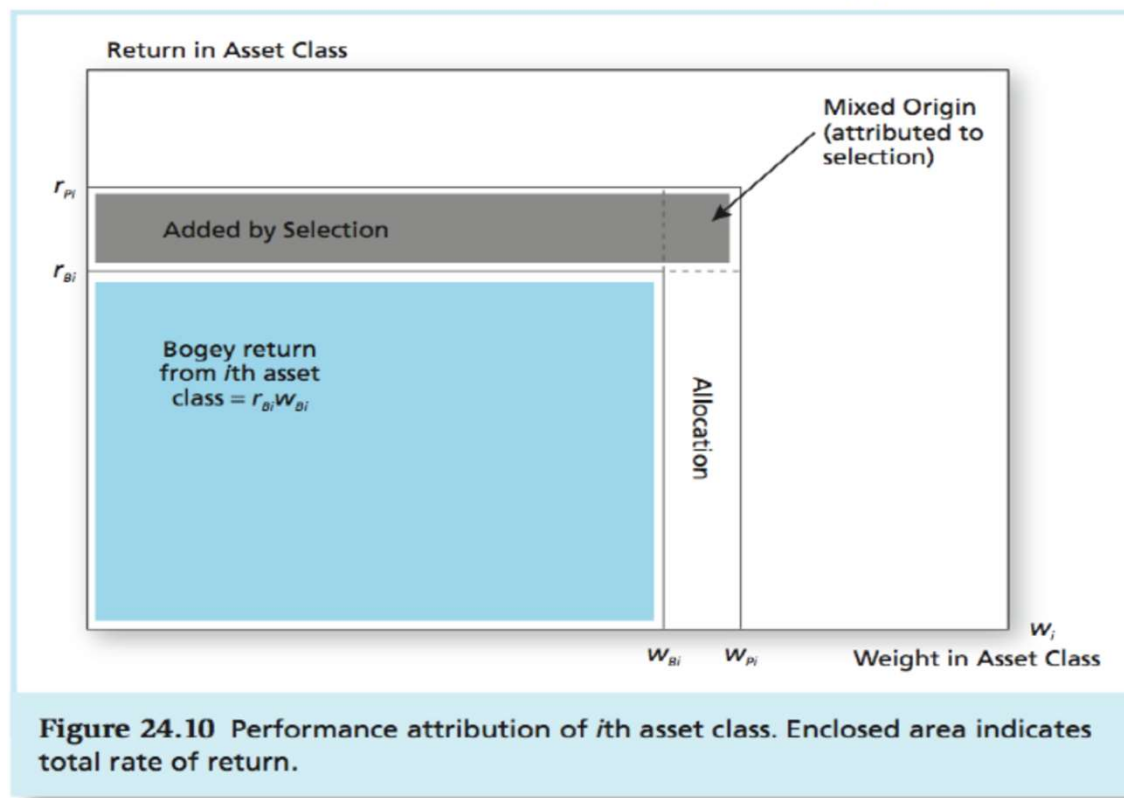 Return in Asset Class
Mixed Origin
(attributed to
selection)
r_Pi
Added by Selection
r_Bi
Bogey return
from ith asset
class = r_Bi w_Bi
Allocation
w_Bi
w_Pi
w_i
Weight in Asset Class
Figure 24.10 Performance attribution of ith asset class. Enclosed area indicates
total rate of return.